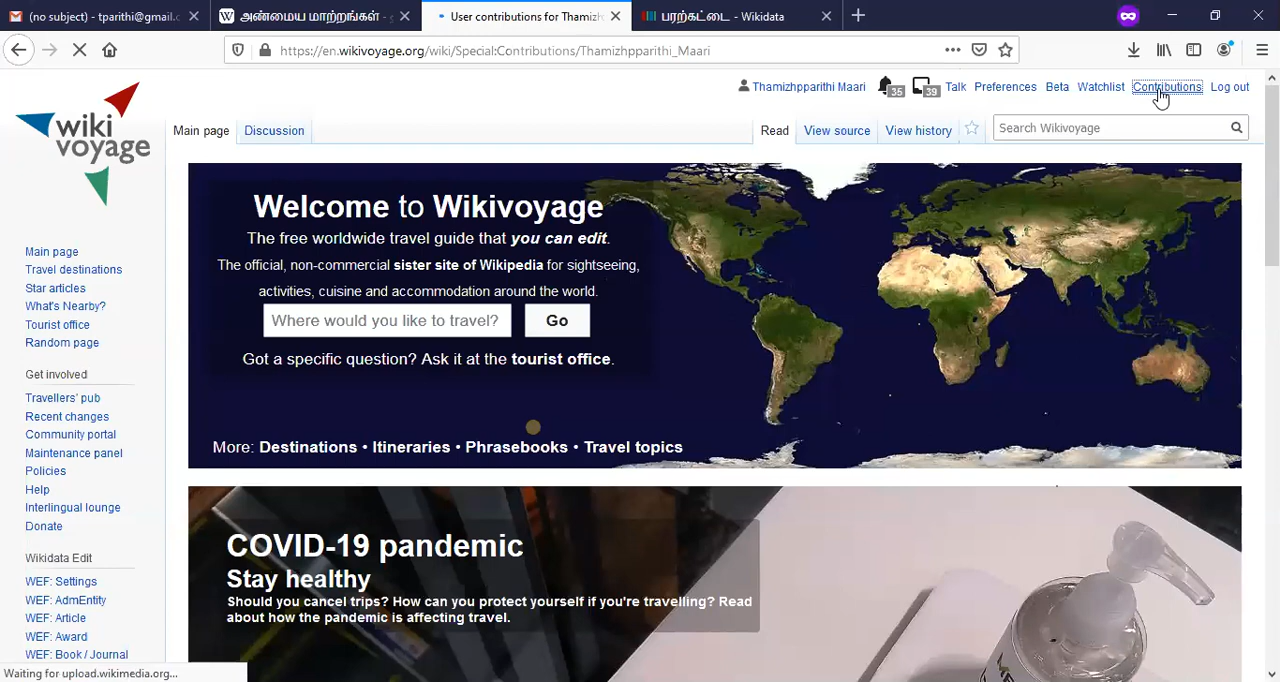 (no subject) - tparithi@gmail.c
அண்மைய மாற்றங்கள் -
User contributions for Thamizh
பரற்கட்டை - Wikidata
https://en.wikivoyage.org/wiki/Special:Contributions/Thamizhpparithi_Maari
Thamizhpparithi Maari 35 39 Talk Preferences Beta Watchlist Contributions Log out
wiki voyage
Main page Discussion Read View source View history Search Wikivoyage
Welcome to Wikivoyage
The free worldwide travel guide that you can edit.
The official, non-commercial sister site of Wikipedia for sightseeing,
activities, cuisine and accommodation around the world.
Where would you like to travel? Go
Got a specific question? Ask it at the tourist office.
More: Destinations • Itineraries • Phrasebooks • Travel topics
Main page
Travel destinations
Star articles
What's Nearby?
Tourist office
Random page
Get involved
Travellers' pub
Recent changes
Community portal
Maintenance panel
Policies
Help
Interlingual lounge
Donate
Wikidata Edit
WEF: Settings
WEF: AdmEntity
WEF: Article
WEF: Award
WEF: Book / Journal
COVID-19 pandemic
Stay healthy
Should you cancel trips? How can you protect yourself if you're travelling? Read
about how the pandemic is affecting travel.
Waiting for upload.wikimedia.org...